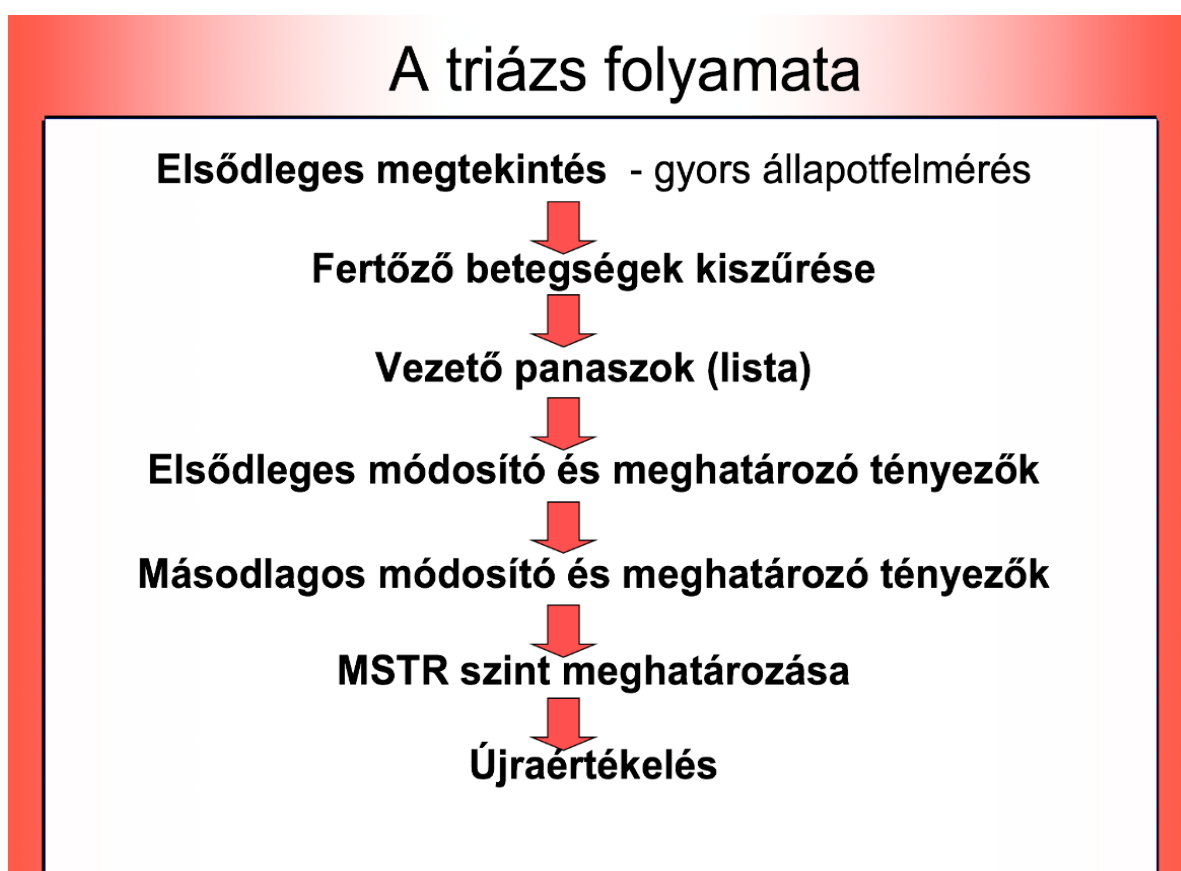 A triázs folyamata
Elsődleges megtekintés - gyors állapotfelmérés
Fertőző betegségek kiszűrése
Vezető panaszok (lista)
Elsődleges módosító és meghatározó tényezők
Másodlagos módosító és meghatározó tényezők
MSTR szint meghatározása
Újraértékelés